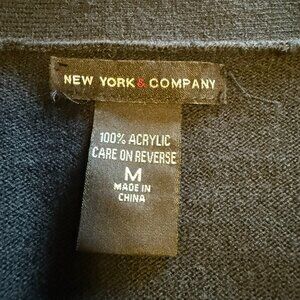 NEW YORK & COMPANY
100% ACRYLIC
CARE ON REVERSE
M
MADE IN
CHINA